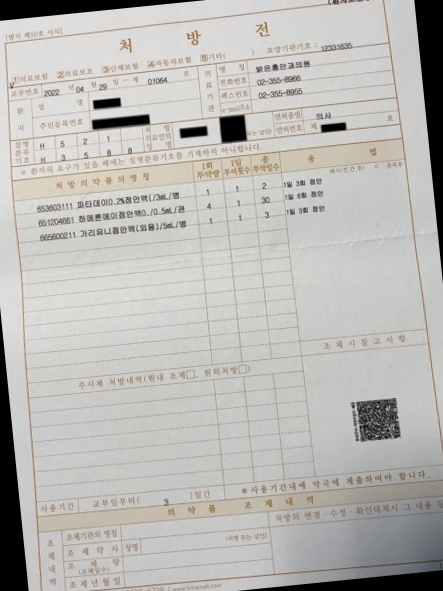 [별지 제10호 서식]
처 방 전
①의료보험 ②의료보호 ③산재보험 ④자동차보험 ⑤기타( ) 요양기관기호: 12331635
V
교부번호 2022 년 04 월 29 일 - 제 01064 호
의료기관 명칭 밝은홍안과의원
전화번호 02-355-8966
팩스번호 02-355-8955
e-mail주소
환자 성명
주민등록번호
질병분류기호 H 5 2 1
H 3 5 8 8
처방의료인의 성명
면허종별 의사
면허번호 제 호
※ 환자의 요구가 있을 때에는 질병분류기호를 기재하지 아니합니다.
처 방 의 약 품 의 명 칭 1회투약량 1일투여횟수 총투약일수 용 법
653603111 파타데이0.2%점안액(/3mL/병 1 1 2 1일 3회 점안
651204661 하메론에이점안액0./0.5mL/관 4 1 30 1일 6회 점안
665600211 가리유니점안액(외용)/5mL/병 1 1 3 1일 3회 점안
조 제 시 참 고 사 항
주사제 처방내역(원내 조제□, 원외처방□)
사용기간 교부일부터( 3 )일간 ※사용기간내에 약국에 제출하여야 합니다.
의 약 품 조 제 내 역
조제내역 조제기관의 명칭 처방의 변경·수정·확인대체시 그 내용
조 제 약 사 성명 (서명 또는 날인)
조 제 량 (조제일수)
조제년월일